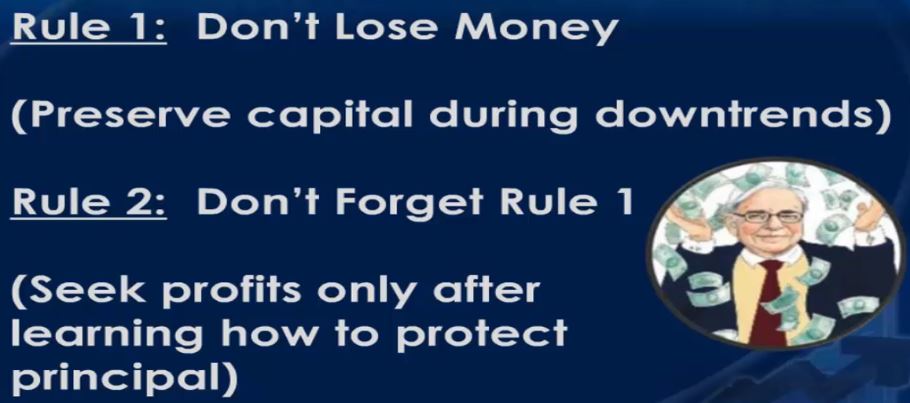 Rule 1: Don't Lose Money
(Preserve capital during downtrends)
Rule 2: Don't Forget Rule 1
(Seek profits only after
learning how to protect
principal)